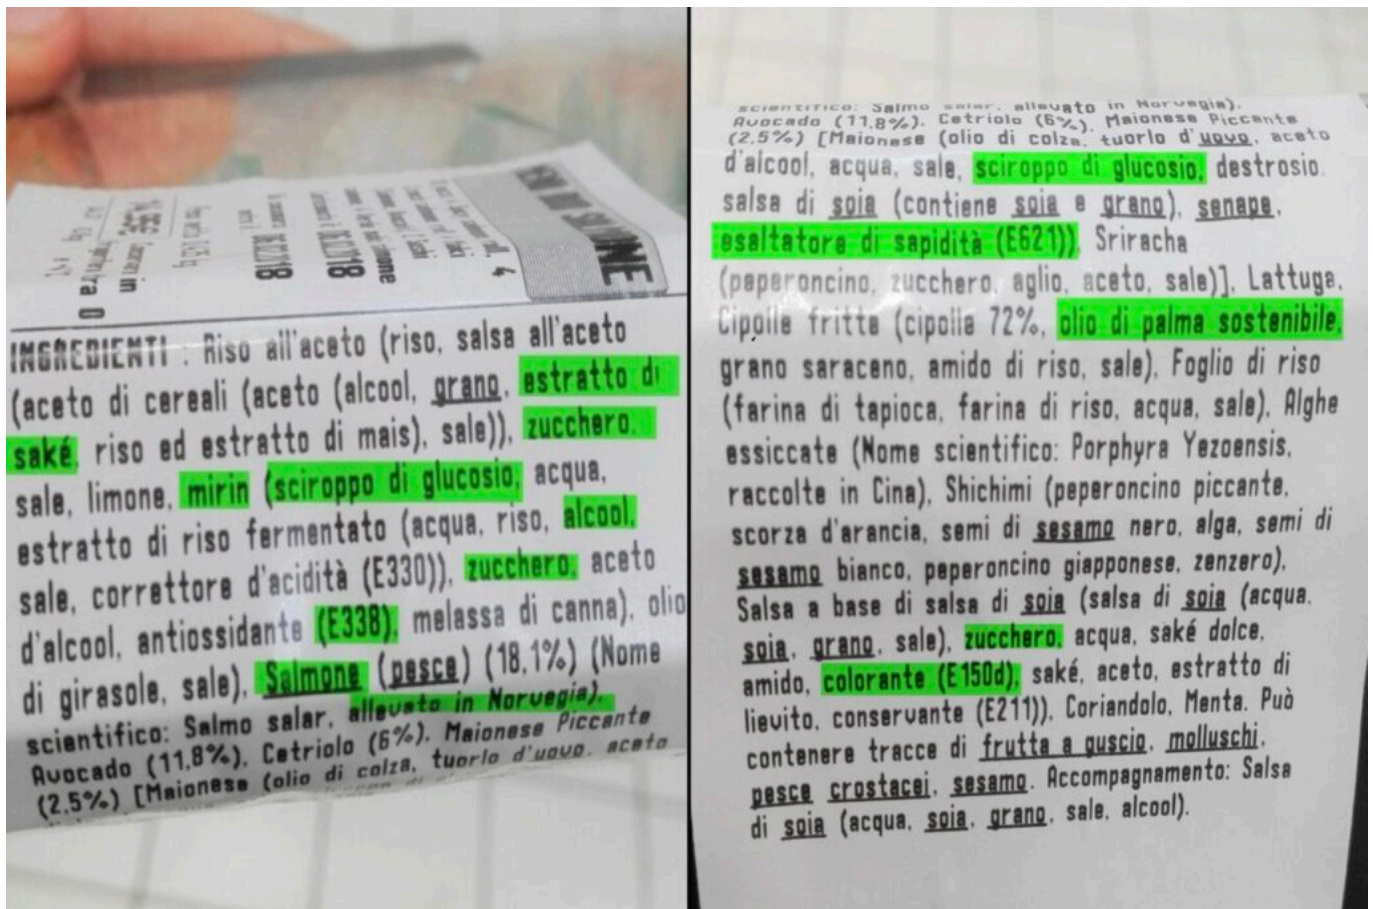 INGREDIENTI : Riso all'aceto (riso, salsa all'aceto
(aceto di cereali (aceto (alcool, grano, estratto di
saké, riso ed estratto di mais), sale)), zucchero,
sale, limone, mirin (sciroppo di glucosio, acqua,
estratto di riso fermentato (acqua, riso, alcool,
sale, correttore d'acidità (E330)), zucchero, aceto
d'alcool, antiossidante (E338), melassa di canna), olio
di girasole, sale), Salmone (pesce) (18,1%) (Nome
scientifico: Salmo salar, allevato in Norvegia),
Avocado (11,8%), Cetriolo (6%), Maionese Piccante
(2,5%) [Maionese (olio di colza, tuorlo d'uovo, aceto
scientifico: Salmo salar, allevato in Norvegia),
Avocado (11,8%), Cetriolo (6%), Maionese Piccante
(2,5%) [Maionese (olio di colza, tuorlo d'uovo, aceto
d'alcool, acqua, sale, sciroppo di glucosio, destrosio,
salsa di soia (contiene soia e grano), senape,
esaltatore di sapidità (E621)), Sriracha
(peperoncino, zucchero, aglio, aceto, sale)], Lattuga,
Cipolle fritte (cipolla 72%, olio di palma sostenibile,
grano saraceno, amido di riso, sale), Foglio di riso
(farina di tapioca, farina di riso, acqua, sale), Alghe
essiccate (Nome scientifico: Porphyra Yezoensis,
raccolte in Cina), Shichimi (peperoncino piccante,
scorza d'arancia, semi di sesamo nero, alga, semi di
sesamo bianco, peperoncino giapponese, zenzero),
Salsa a base di salsa di soia (salsa di soia (acqua,
soia, grano, sale), zucchero, acqua, saké dolce,
amido, colorante (E150d), saké, aceto, estratto di
lievito, conservante (E211)), Coriandolo, Menta. Può
contenere tracce di frutta a guscio, molluschi,
pesce crostacei, sesamo. Accompagnamento: Salsa
di soia (acqua, soia, grano, sale, alcool).